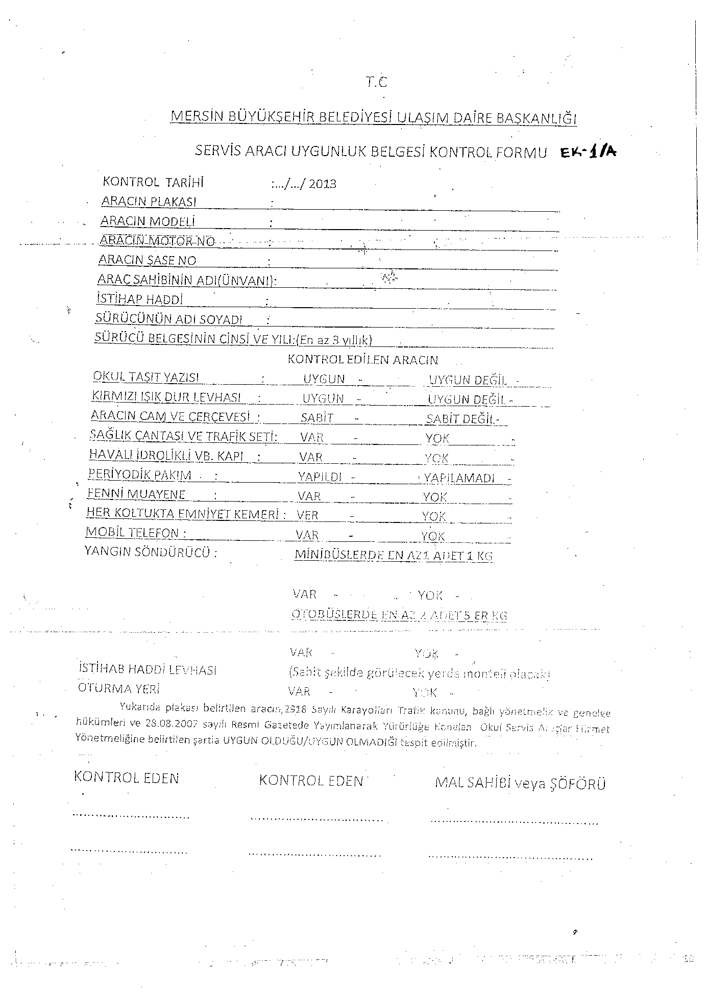 T.C
MERSİN BÜYÜKŞEHİR BELEDİYESİ ULAŞIM DAİRE BAŞKANLIĞI
SERVİS ARACI UYGUNLUK BELGESİ KONTROL FORMU EK-1/A
KONTROL TARİHİ :.../.../ 2013
ARACIN PLAKASI :
ARACIN MODELİ :
ARACIN MOTOR NO :
ARACIN ŞASE NO :
ARAÇ SAHİBİNİN ADI(ÜNVANI):
İSTİHAP HADDİ :
SÜRÜCÜNÜN ADI SOYADI :
SÜRÜCÜ BELGESİNİN CİNSİ VE YILI:(En az 3 yıllık)
KONTROL EDİLEN ARACIN
OKUL TAŞIT YAZISI : UYGUN - UYGUN DEĞİL -
KIRMIZI IŞIK DUR LEVHASI : UYGUN - UYGUN DEĞİL -
ARACIN CAM VE ÇERÇEVESİ : SABİT - SABİT DEĞİL-
SAĞLIK ÇANTASI VE TRAFİK SETİ: VAR - YOK -
HAVALI İDROLİKLİ VB. KAPI : VAR - YOK -
PERİYODİK PAKIM : YAPILDI - YAPILAMADI -
FENNİ MUAYENE : VAR - YOK -
HER KOLTUKTA EMNİYET KEMERİ : VER - YOK -
MOBİL TELEFON : VAR - YOK -
YANGIN SÖNDÜRÜCÜ : MİNİBÜSLERDE EN AZ1 ADET 1 KG
VAR - YOK -
OTOBÜSLERDE EN AZ 2 ADET 5 ER KG
VAR - YOK -
İSTİHAB HADDİ LEVHASI (Sabit şekilde görülecek yerde monteli olacak)
OTURMA YERİ VAR - YOK -
Yukarıda plakası belirtilen aracın,2918 Sayılı Karayolları Trafik kanunu, bağlı yönetmelik ve genelge
hükümleri ve 28.08.2007 sayılı Resmi Gazetede Yayımlanarak Yürürlüğe Konulan Okul Servis Araçlar Hizmet
Yönetmeliğine belirtilen şartla UYGUN OLDUĞU/UYGUN OLMADIĞI tespit edilmiştir.
KONTROL EDEN KONTROL EDEN MAL SAHİBİ veya ŞÖFÖRÜ